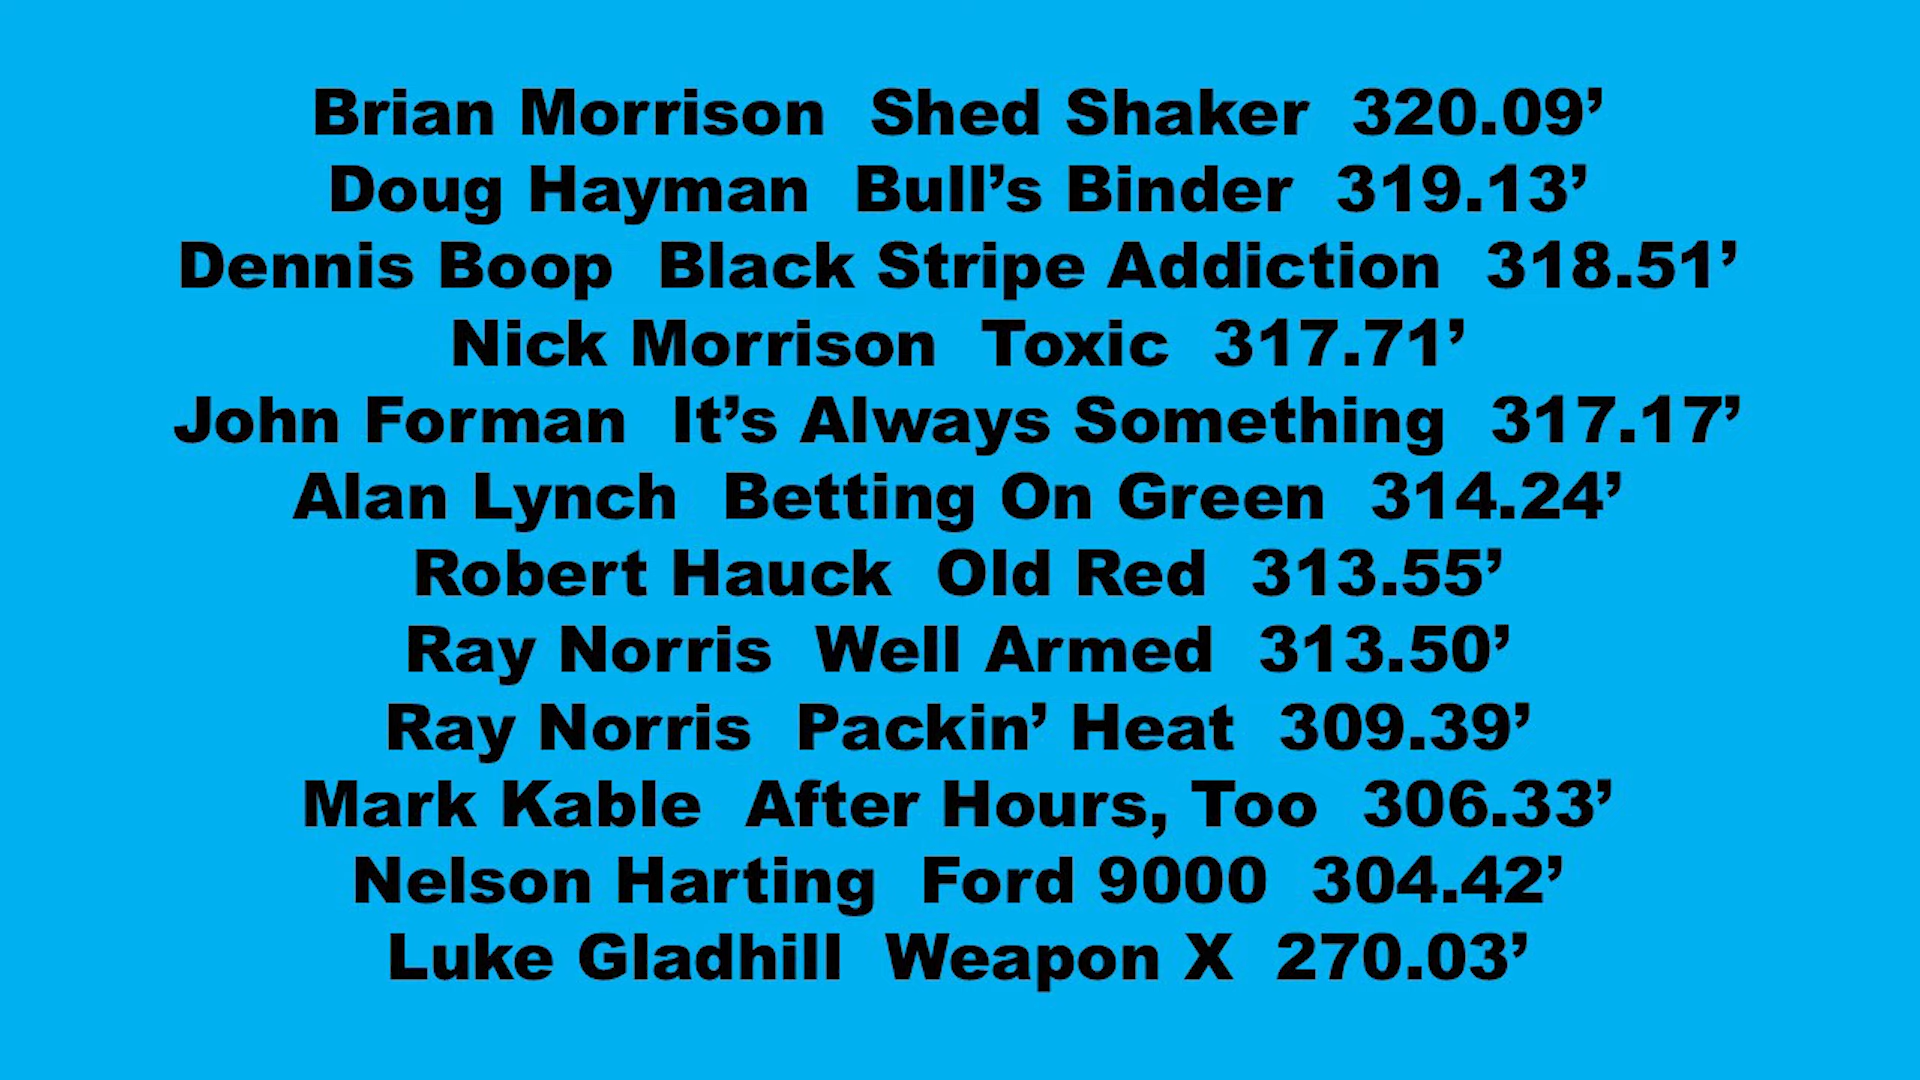 Brian Morrison  Shed Shaker  320.09’
Doug Hayman  Bull’s Binder  319.13’
Dennis Boop  Black Stripe Addiction  318.51’
Nick Morrison  Toxic  317.71’
John Forman  It’s Always Something  317.17’
Alan Lynch  Betting On Green  314.24’
Robert Hauck  Old Red  313.55’
Ray Norris  Well Armed  313.50’
Ray Norris  Packin’ Heat  309.39’
Mark Kable  After Hours, Too  306.33’
Nelson Harting  Ford 9000  304.42’
Luke Gladhill  Weapon X  270.03’